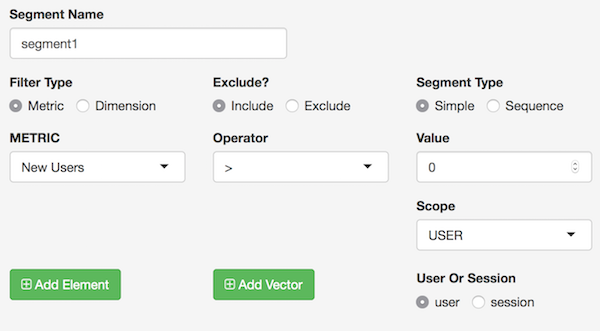 Segment Name
segment1
Filter Type Exclude? Segment Type
Metric Dimension Include Exclude Simple Sequence
METRIC Operator Value
New Users > 0
Scope
USER
Add Element Add Vector User Or Session
user session